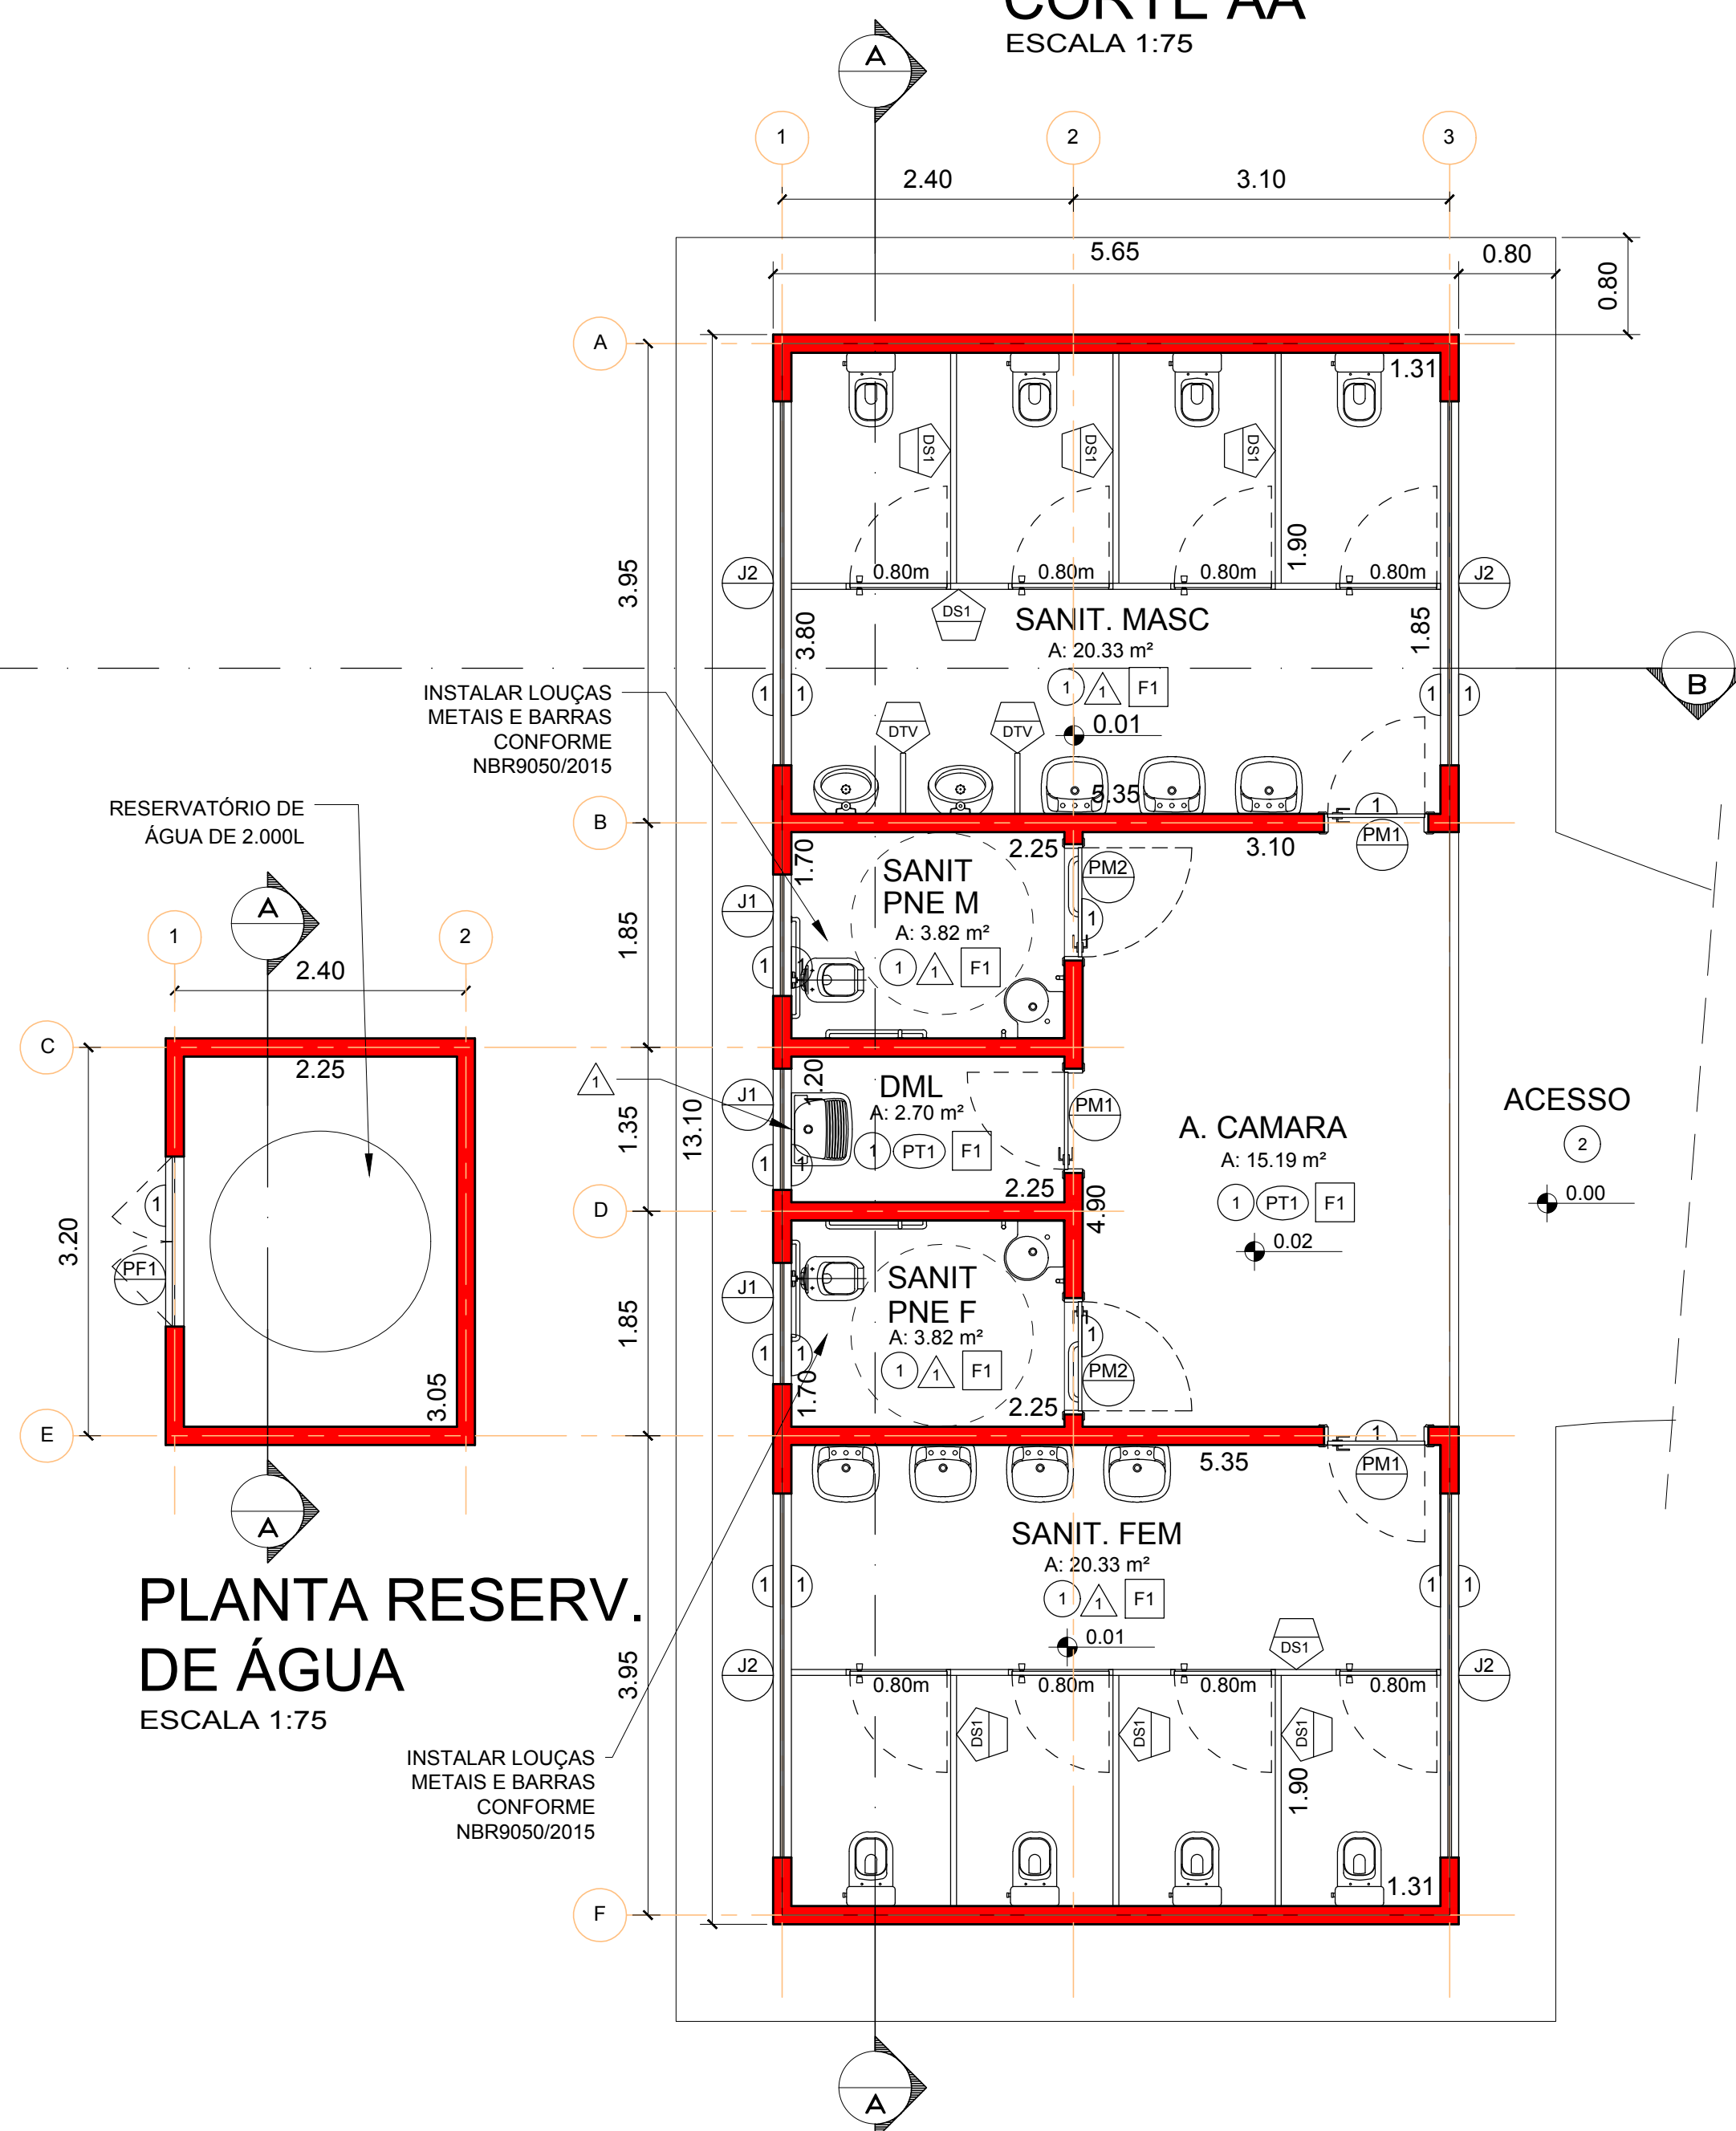 CORTE AA
ESCALA 1:75
A
1
2
3
2.40
3.10
5.65
0.80
0.80
A
1.31
DS1
DS1
DS1
1.90
3.95
J2
0.80m
0.80m
0.80m
0.80m
J2
DS1
SANIT. MASC
A: 20.33 m²
3.80
1.85
1
1
1
1
F1
1
1
B
INSTALAR LOUÇAS
METAIS E BARRAS
CONFORME
NBR9050/2015
DTV
DTV
0.01
5.35
RESERVATÓRIO DE
ÁGUA DE 2.000L
B
1
PM1
1.70
2.25
3.10
SANIT
PNE M
A: 3.82 m²
PM2
1
J1
1.85
1
1
1
1
F1
A
1
2
2.40
C
2.25
1
J1
.20
DML
A: 2.70 m²
1
PT1
F1
PM1
1.35
13.10
1
1
2.25
A. CAMARA
A: 15.19 m²
1
PT1
F1
0.02
4.90
ACESSO
2
0.00
D
3.20
1
PF1
3.05
J1
SANIT
PNE F
A: 3.82 m²
1.85
1
1
1
1
F1
1
PM2
1.70
2.25
E
A
1
PM1
5.35
SANIT. FEM
A: 20.33 m²
1
1
1
1
F1
1
1
0.01
DS1
PLANTA RESERV.
DE ÁGUA
ESCALA 1:75
3.95
J2
0.80m
0.80m
0.80m
0.80m
J2
DS1
DS1
DS1
1.90
INSTALAR LOUÇAS
METAIS E BARRAS
CONFORME
NBR9050/2015
1.31
F
A